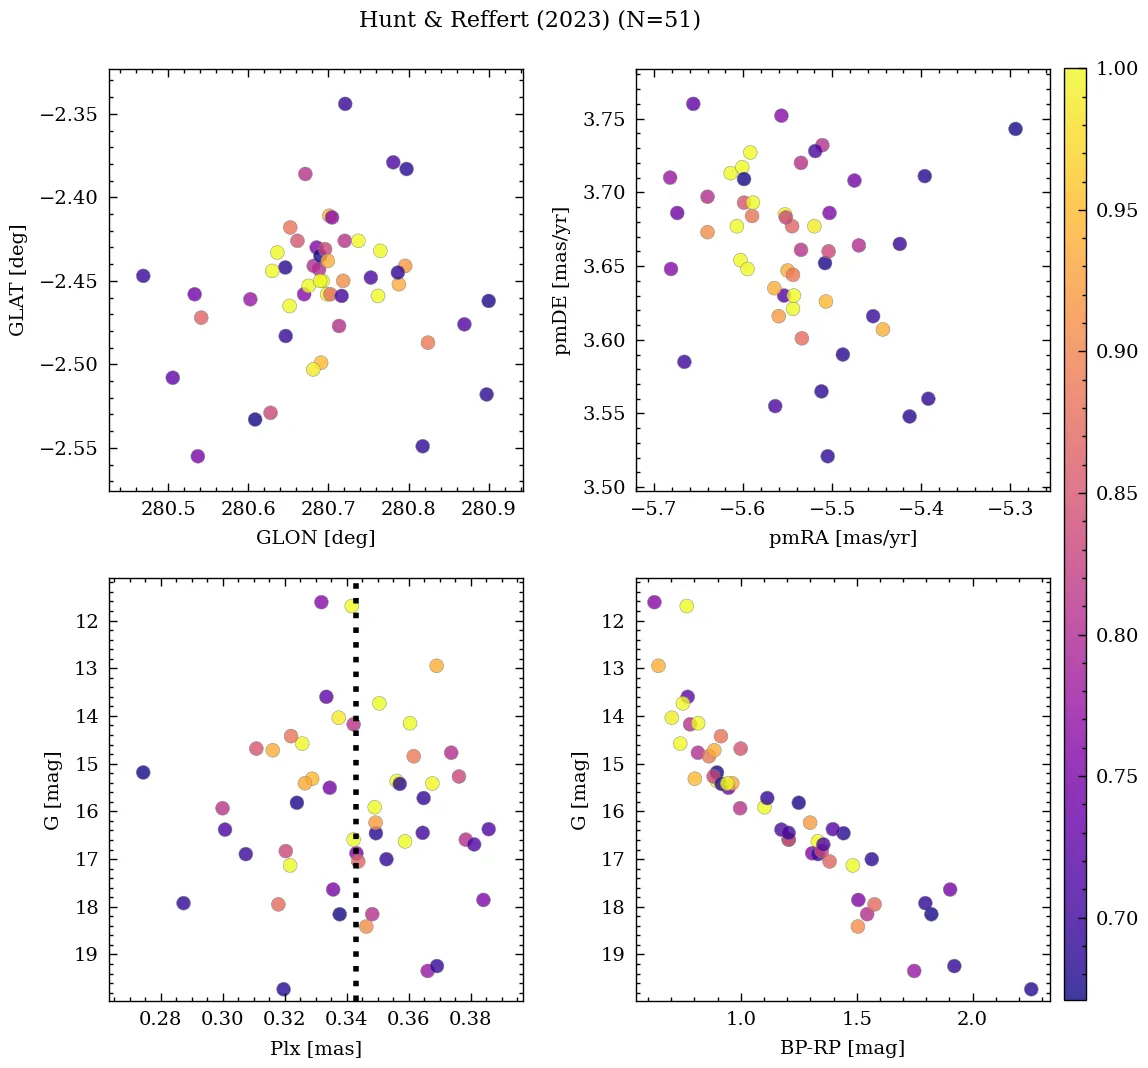 Hunt & Reffert (2023) (N=51)
−2.35
−2.40
−2.45
−2.50
−2.55
GLAT [deg]
280.5 280.6 280.7 280.8 280.9
GLON [deg]
3.75
3.70
3.65
3.60
3.55
3.50
pmDE [mas/yr]
−5.7 −5.6 −5.5 −5.4 −5.3
pmRA [mas/yr]
12
13
14
15
16
17
18
19
G [mag]
0.28 0.30 0.32 0.34 0.36 0.38
Plx [mas]
12
13
14
15
16
17
18
19
G [mag]
1.0 1.5 2.0
BP-RP [mag]
1.00
0.95
0.90
0.85
0.80
0.75
0.70